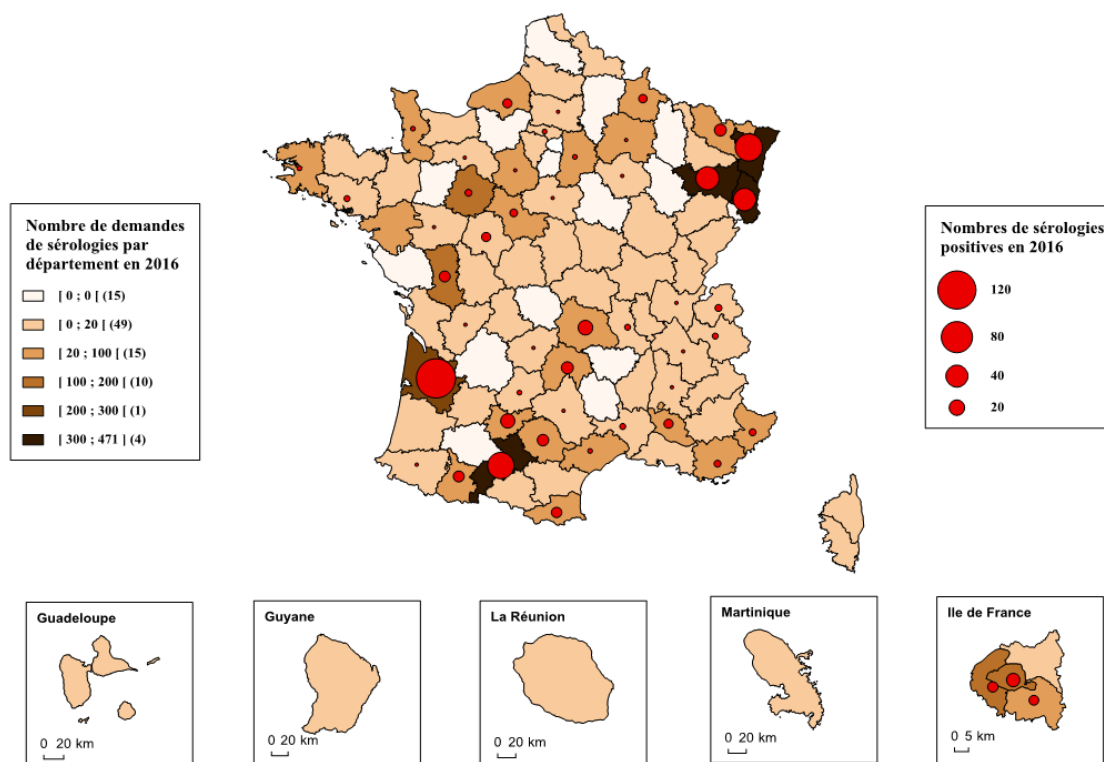 Nombre de demandes
de sérologies par
département en 2016
[ 0 ; 0 [ (15)
[ 0 ; 20 [ (49)
[ 20 ; 100 [ (15)
[ 100 ; 200 [ (10)
[ 200 ; 300 [ (1)
[ 300 ; 471 ] (4)
Nombres de sérologies
positives en 2016
120
80
40
20
Guadeloupe
0 20 km
Guyane
0 20 km
La Réunion
0 20 km
Martinique
0 20 km
Ile de France
0 5 km